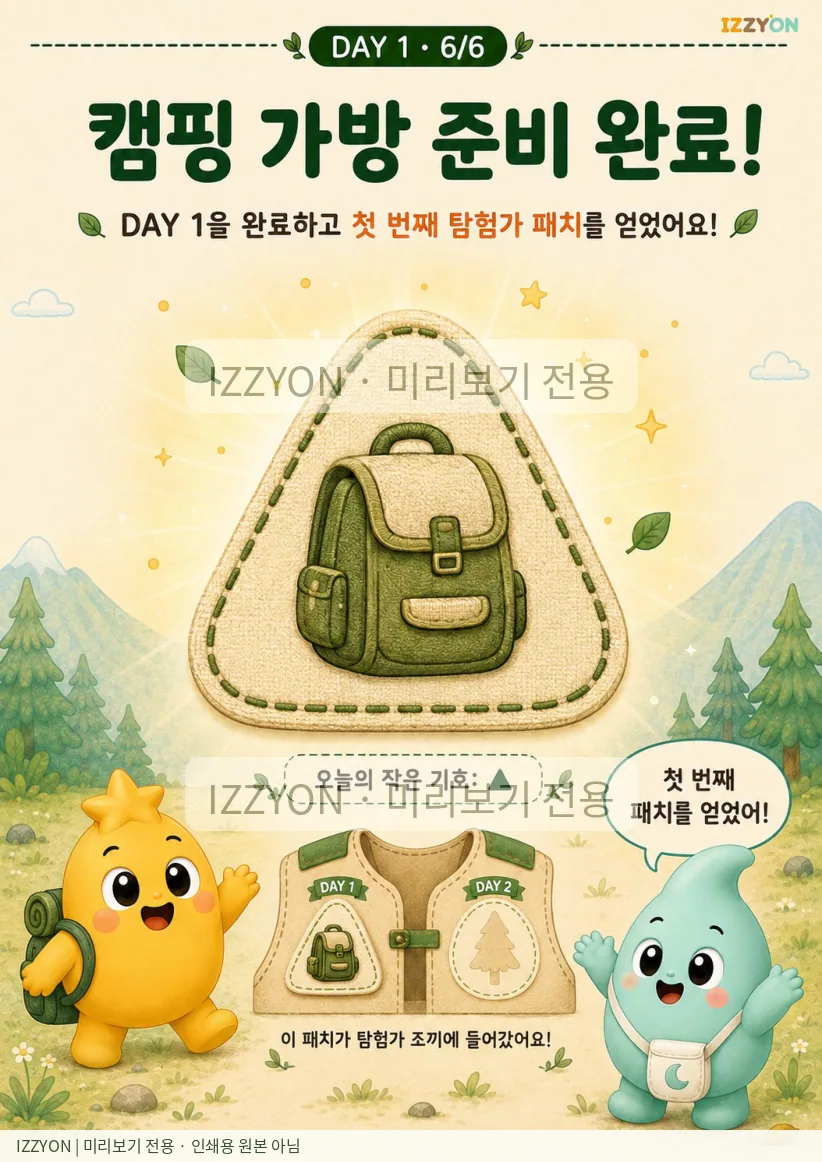 IZZYON
DAY 1 · 6/6
캠핑 가방 준비 완료!
DAY 1을 완료하고 첫 번째 탐험가 패치를 얻었어요!
IZZYON · 미리보기 전용
오늘의 작은 기호: ▲
IZZYON · 미리보기 전용
첫 번째
패치를 얻었어!
DAY 1
DAY 2
이 패치가 탐험가 조끼에 들어갔어요!
IZZYON | 미리보기 전용 · 인쇄용 원본 아님